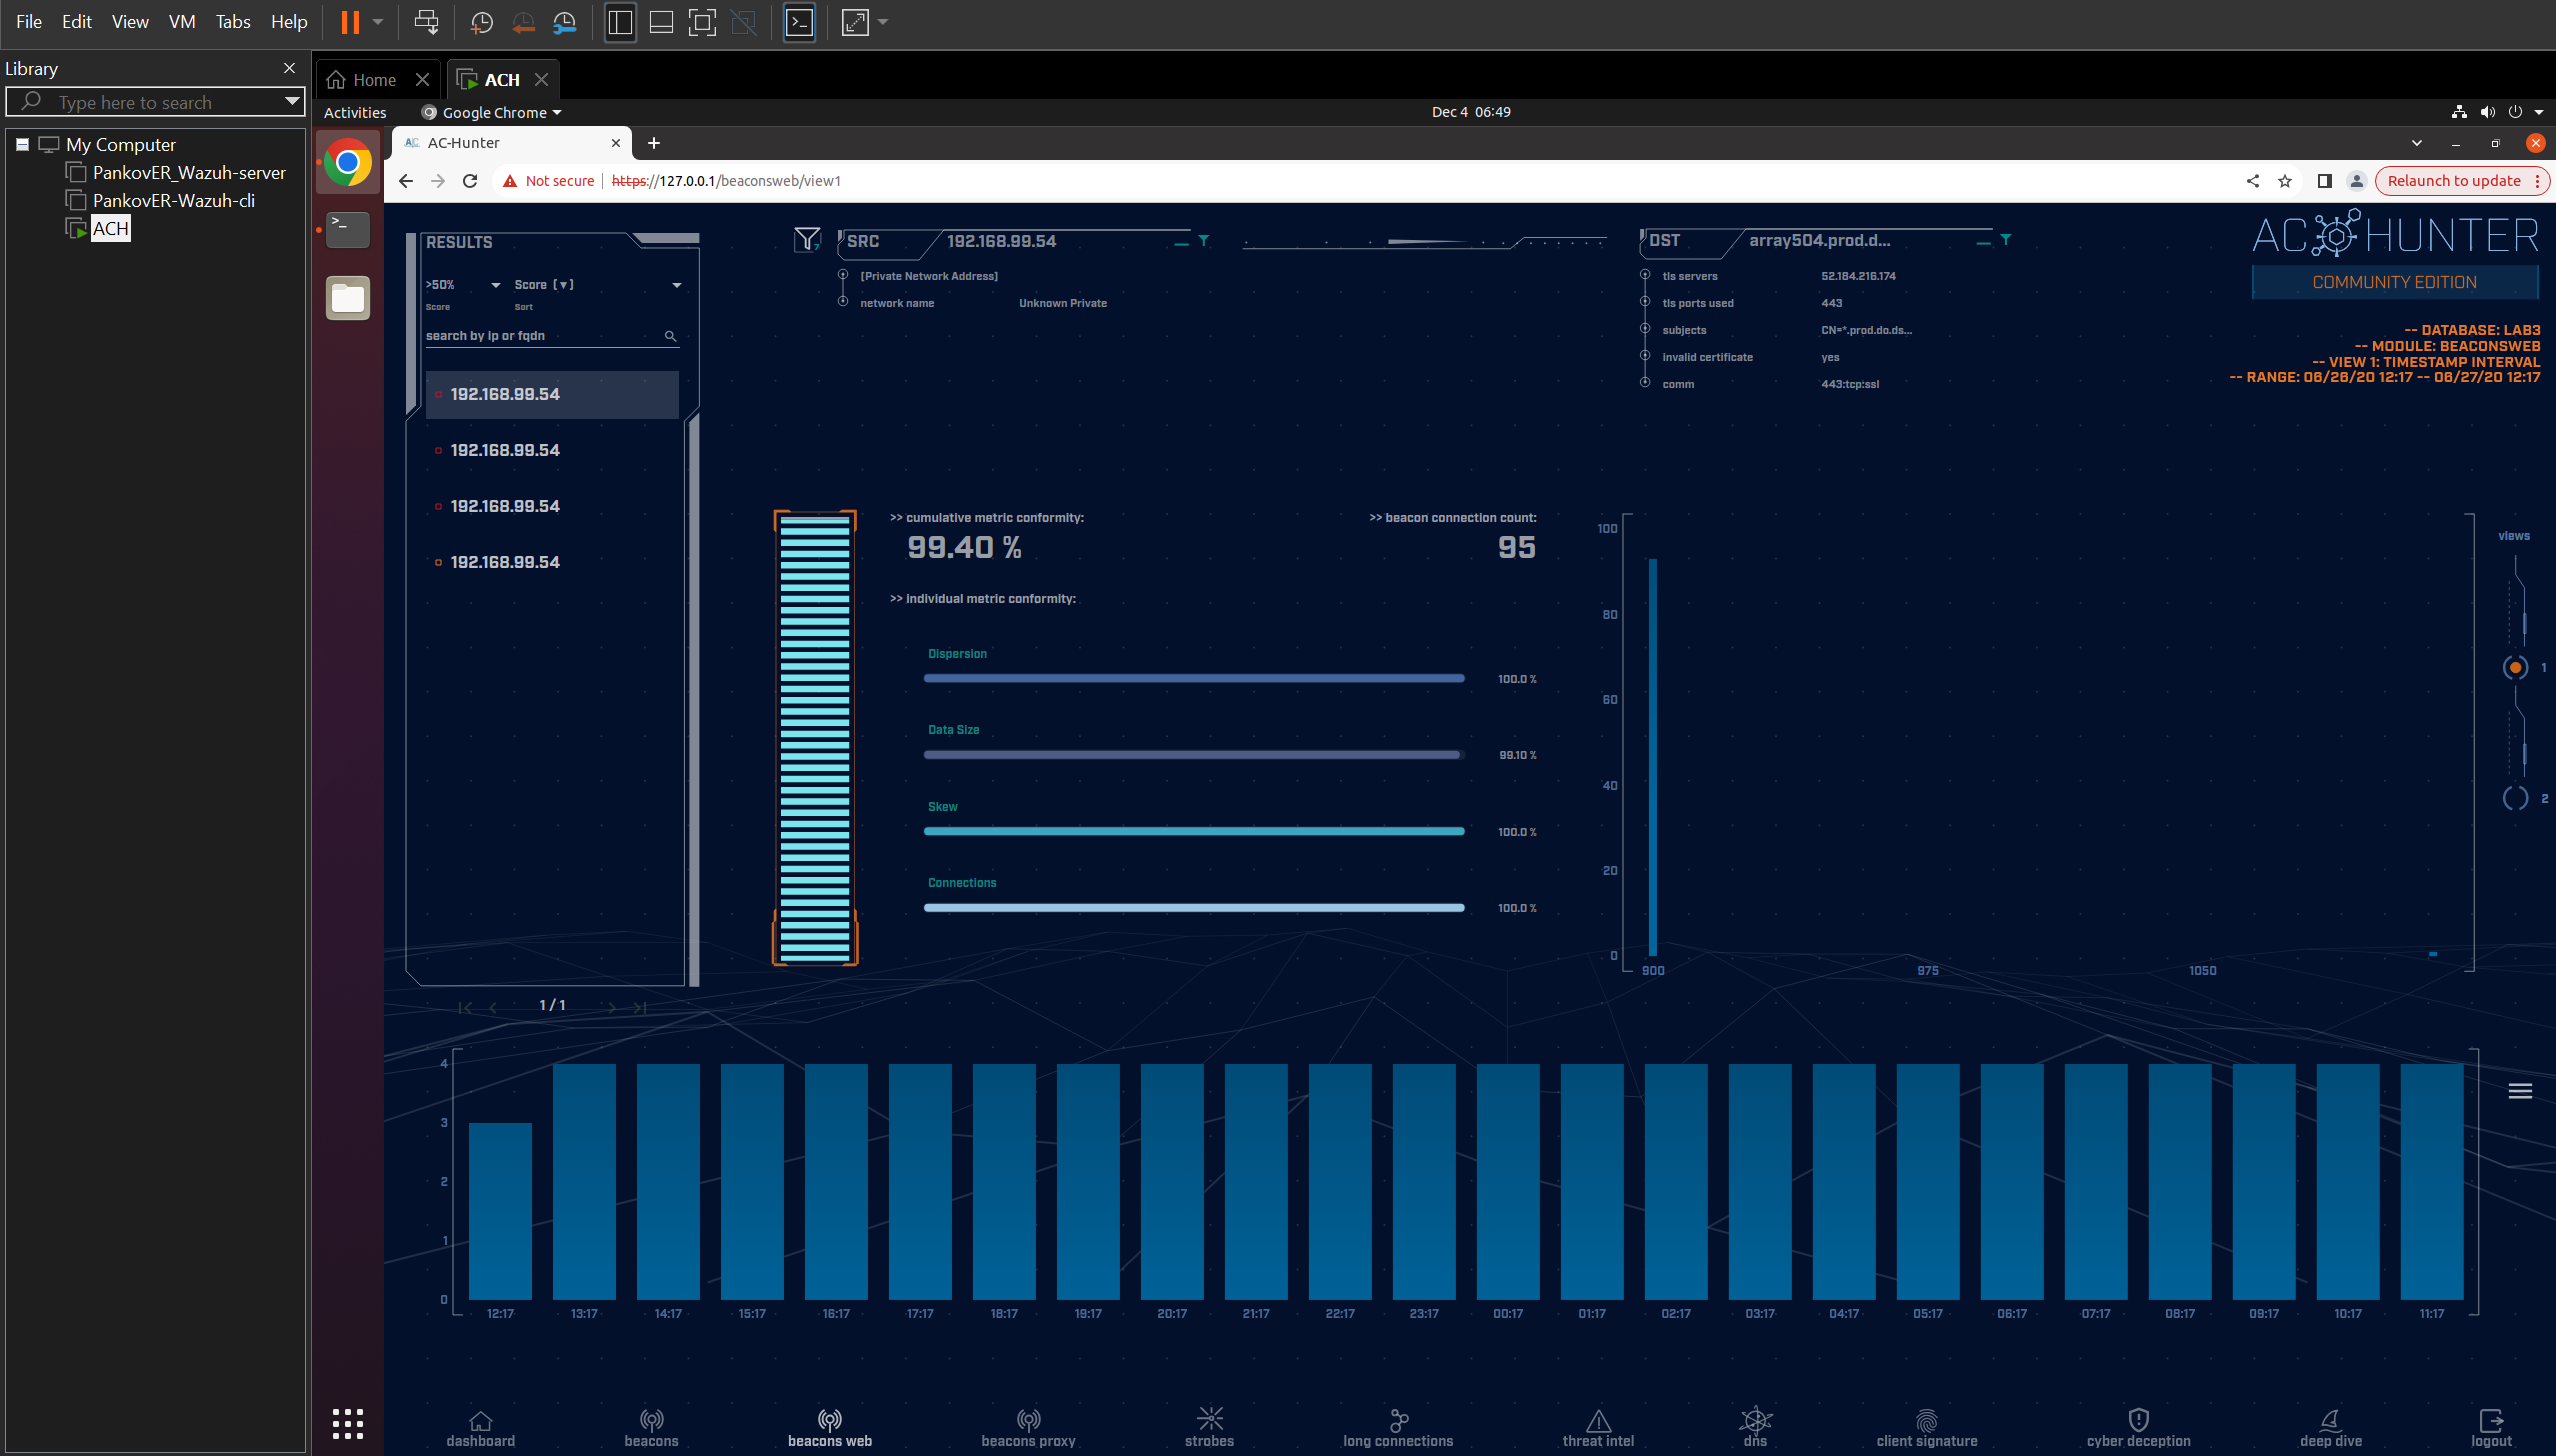 File Edit View VM Tabs Help
Library
Home
ACH
Type here to search
My Computer
PankovER_Wazuh-server
PankovER-Wazuh-cli
ACH
Activities
Google Chrome
Dec 4 06:49
AC AC-Hunter
Not secure
https://127.0.0.1/beaconsweb/view1
Relaunch to update
RESULTS
>50%
Score [▼]
Score
Sort
search by ip or fqdn
192.168.99.54
192.168.99.54
192.168.99.54
192.168.99.54
1 / 1
SRC
192.168.99.54
[Private Network Address]
network name
Unknown Private
DST
array504.prod.d...
tls servers
52.184.216.174
tls ports used
443
subjects
CN=*.prod.do.ds...
invalid certificate
yes
comm
443:tcp:ssl
AC HUNTER
COMMUNITY EDITION
-- DATABASE: LAB3
-- MODULE: BEACONSWEB
-- VIEW 1: TIMESTAMP INTERVAL
-- RANGE: 06/26/20 12:17 -- 06/27/20 12:17
>> cumulative metric conformity:
99.40 %
>> beacon connection count:
95
>> individual metric conformity:
Dispersion
100.0 %
Data Size
99.10 %
Skew
100.0 %
Connections
100.0 %
100
80
60
40
20
0
900 975 1050
views
1
2
4
3
2
1
0
12:17 13:17 14:17 15:17 16:17 17:17 18:17 19:17 20:17 21:17 22:17 23:17 00:17 01:17 02:17 03:17 04:17 05:17 06:17 07:17 08:17 09:17 10:17 11:17
dashboard beacons beacons web beacons proxy strobes long connections threat intel dns client signature cyber deception deep dive logout